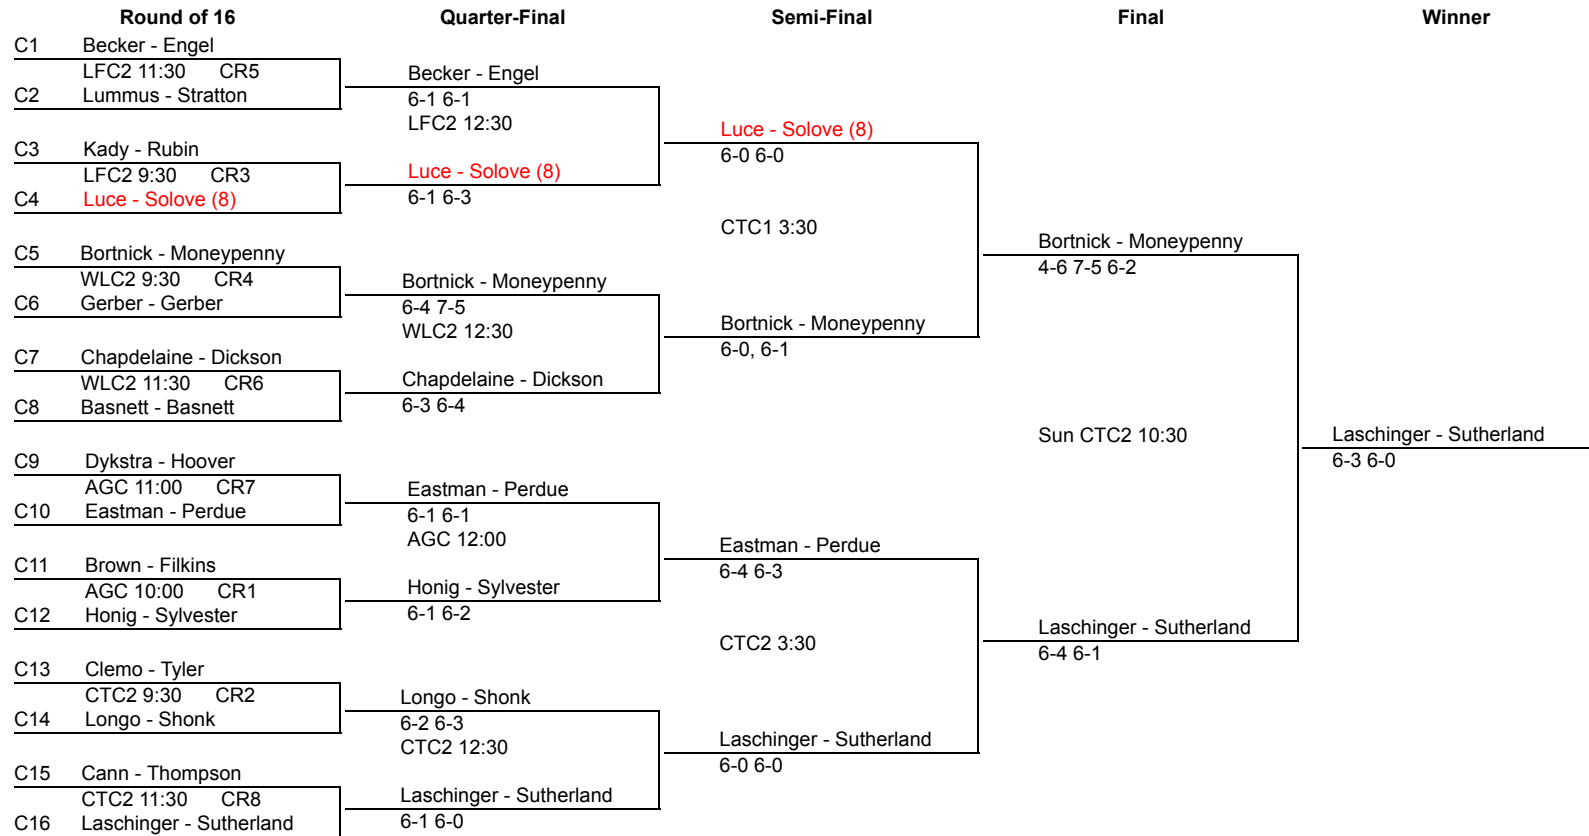 Round of 16 Quarter-Final Semi-Final Final Winner
C1 Becker - Engel
LFC2 11:30 CR5
C2 Lummus - Stratton
C3 Kady - Rubin
LFC2 9:30 CR3
C4 Luce - Solove (8)
C5 Bortnick - Moneypenny
WLC2 9:30 CR4
C6 Gerber - Gerber
C7 Chapdelaine - Dickson
WLC2 11:30 CR6
C8 Basnett - Basnett
C9 Dykstra - Hoover
AGC 11:00 CR7
C10 Eastman - Perdue
C11 Brown - Filkins
AGC 10:00 CR1
C12 Honig - Sylvester
C13 Clemo - Tyler
CTC2 9:30 CR2
C14 Longo - Shonk
C15 Cann - Thompson
CTC2 11:30 CR8
C16 Laschinger - Sutherland
Becker - Engel
6-1 6-1
LFC2 12:30
Luce - Solove (8)
6-1 6-3
Bortnick - Moneypenny
6-4 7-5
WLC2 12:30
Chapdelaine - Dickson
6-3 6-4
Eastman - Perdue
6-1 6-1
AGC 12:00
Honig - Sylvester
6-1 6-2
Longo - Shonk
6-2 6-3
CTC2 12:30
Laschinger - Sutherland
6-1 6-0
Luce - Solove (8)
6-0 6-0
CTC1 3:30
Bortnick - Moneypenny
6-0, 6-1
Eastman - Perdue
6-4 6-3
CTC2 3:30
Laschinger - Sutherland
6-0 6-0
Bortnick - Moneypenny
4-6 7-5 6-2
Sun CTC2 10:30
Laschinger - Sutherland
6-4 6-1
Laschinger - Sutherland
6-3 6-0